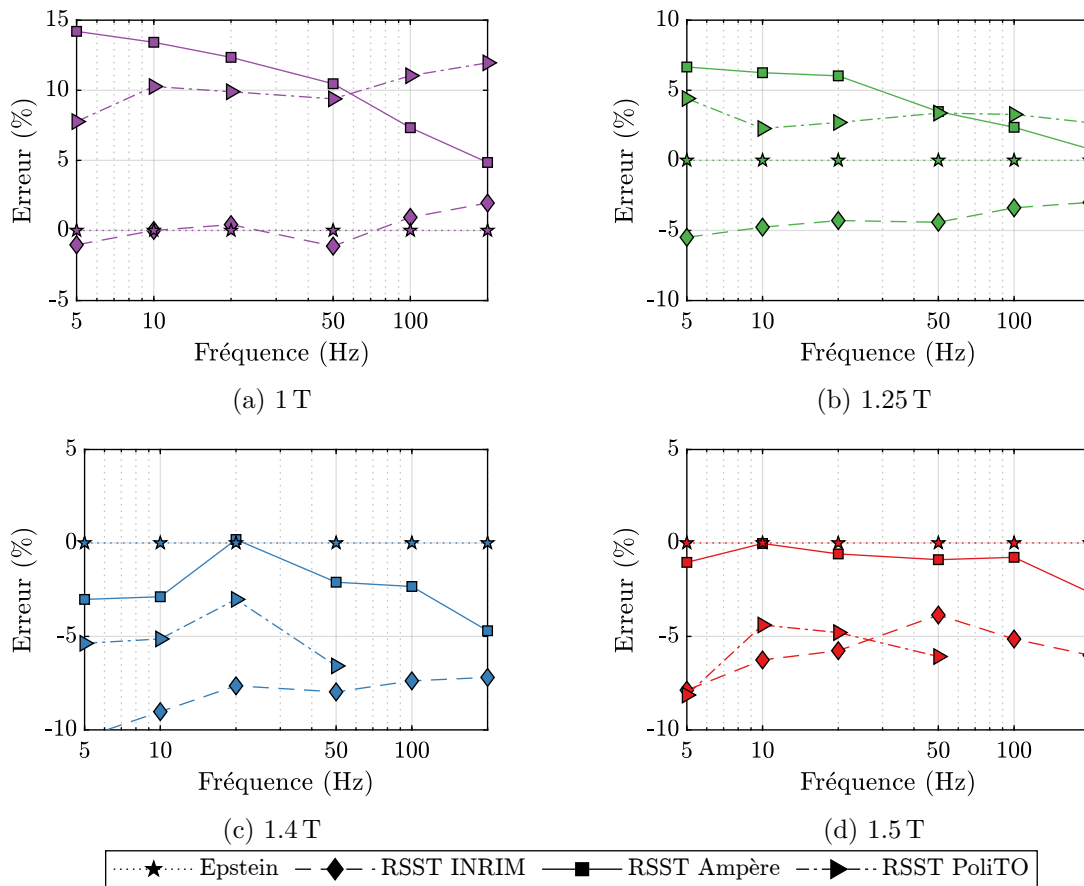 15
10
5
0
-5
5
10
50
100
Erreur (%)
Fréquence (Hz)
(a) 1 T
10
5
0
-5
-10
5
10
50
100
Erreur (%)
Fréquence (Hz)
(b) 1.25 T
5
0
-5
-10
5
10
50
100
Erreur (%)
Fréquence (Hz)
(c) 1.4 T
5
0
-5
-10
5
10
50
100
Erreur (%)
Fréquence (Hz)
(d) 1.5 T
Epstein RSST INRIM RSST Ampère RSST PoliTO